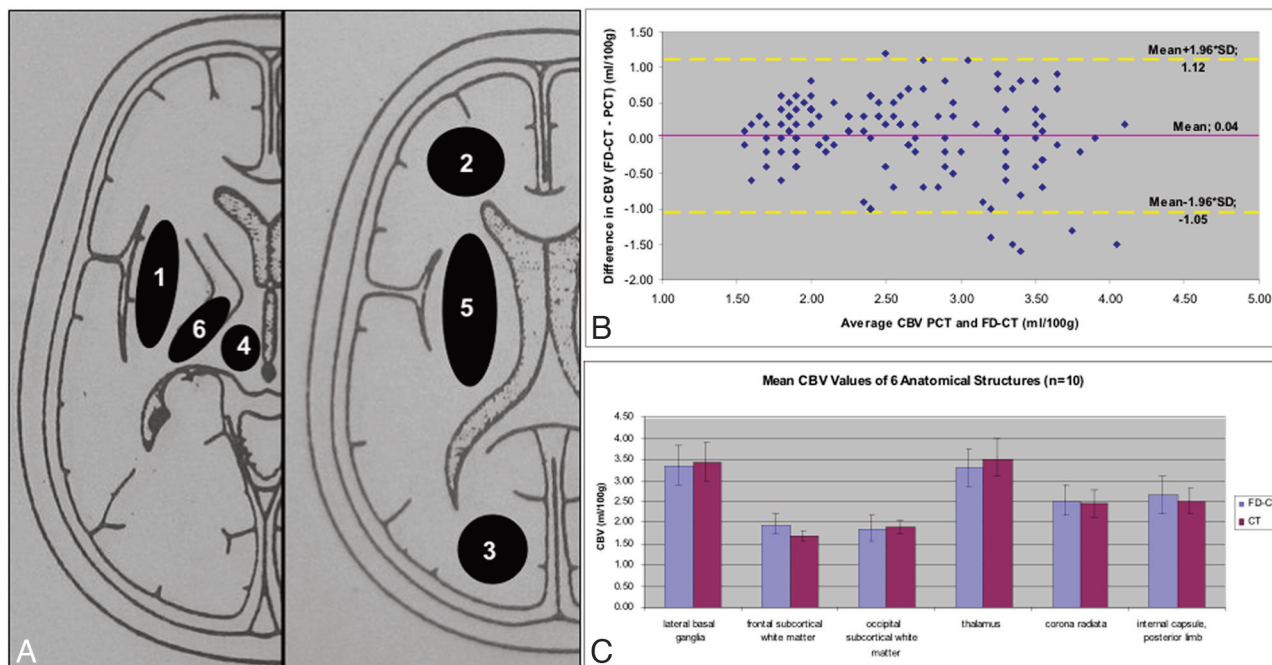 1
6
4
A
2
5
3
B
Difference in CBV (FD-CT - PCT) (ml/100g)
1.50
1.00
0.50
0.00
-0.50
-1.00
-1.50
-2.00
Mean+1.96*SD;
1.12
Mean; 0.04
Mean-1.96*SD;
-1.05
1.00 1.50 2.00 2.50 3.00 3.50 4.00 4.50 5.00
Average CBV PCT and FD-CT (ml/100g)
C
Mean CBV Values of 6 Anatomical Structures (n=10)
CBV (ml/100g)
4.50
4.00
3.50
3.00
2.50
2.00
1.50
1.00
0.50
0.00
lateral basal
ganglia
frontal subcortical
white matter
occipital
subcortical white
matter
thalamus
corona radiata
internal capsule,
posterior limb
FD-C
CT